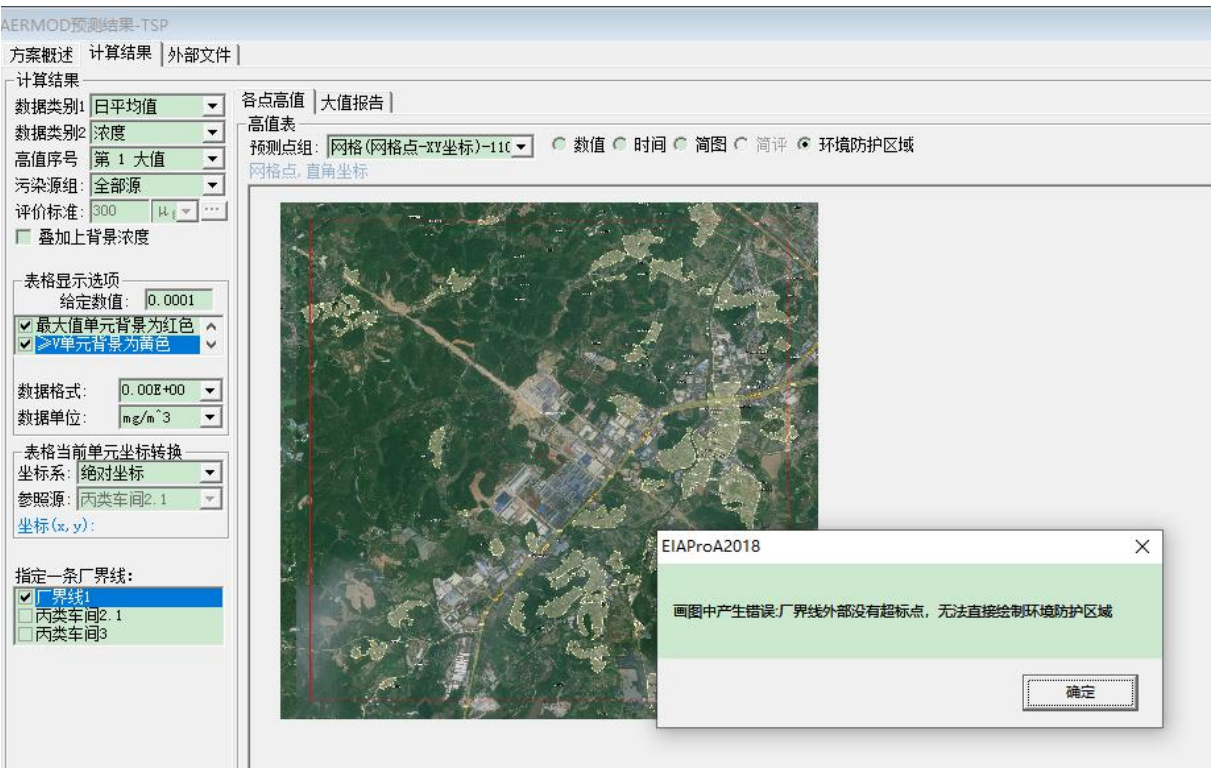 AERMOD预测结果-TSP
方案概述 计算结果 外部文件
计算结果
数据类别1 日平均值
数据类别2 浓度
高值序号 第 1 大值
污染源组: 全部源
评价标准: 300
叠加上背景浓度
表格显示选项
给定数值: 0.0001
最大值单元背景为红色
≥V单元背景为黄色
数据格式: 0.00E+00
数据单位: mg/m^3
表格当前单元坐标转换
坐标系: 绝对坐标
参照源: 丙类车间2.1
坐标(x,y):
指定一条厂界线:
厂界线1
丙类车间2.1
丙类车间3
各点高值 大值报告
高值表
预测点组: 网格(网格点-XY坐标)-110 数值 时间 简图 简评 环境防护区域
网格点,直角坐标
EIAProA2018
画图中产生错误:厂界线外部没有超标点，无法直接绘制环境防护区域
确定